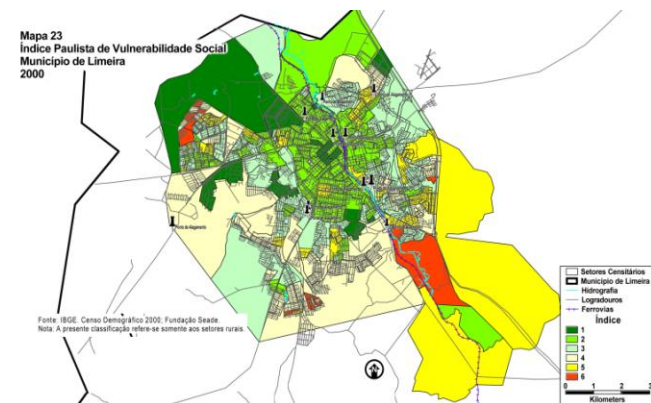 Mapa 23
Índice Paulista de Vulnerabilidade Social
Município de Limeira
2000
Fonte: IBGE. Censo Demográfico 2000; Fundação Seade.
Nota: A presente classificação refere-se somente aos setores rurais.
Setores Censitários
Município de Limeira
Hidrografia
Logradouros
Ferrovias
Índice
1
2
3
4
5
6
0 1 2 3
Kilometers